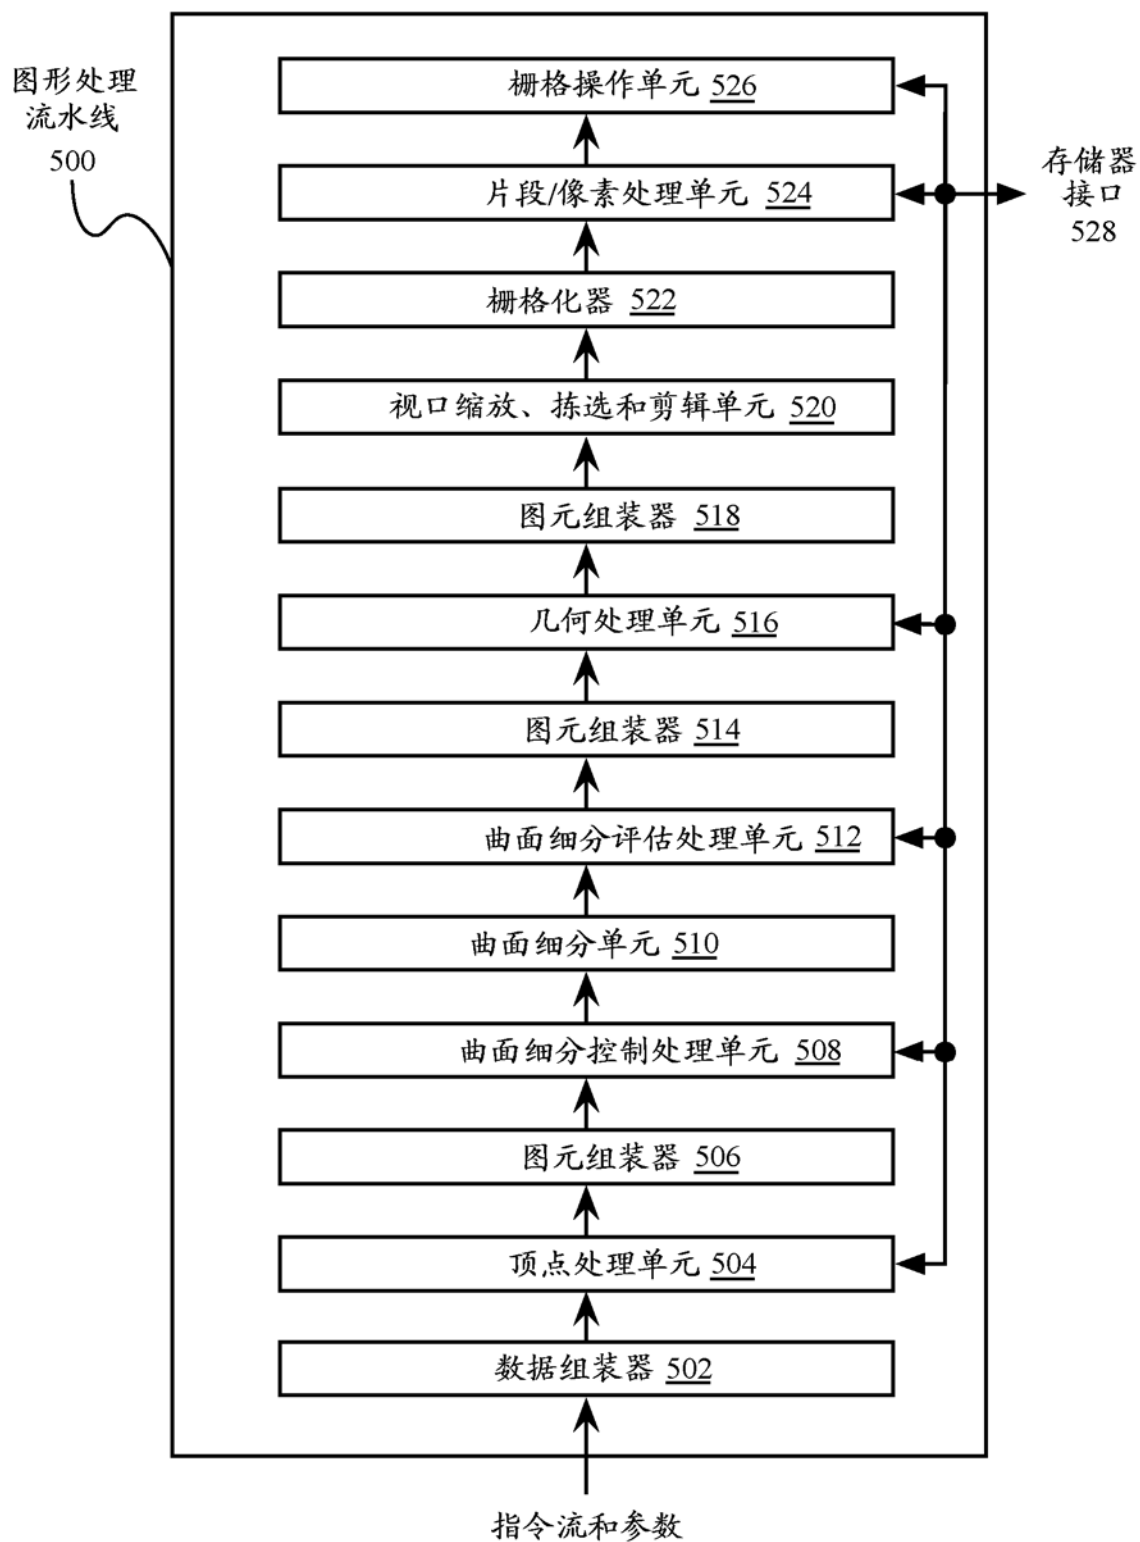 图形处理
流水线
500
栅格操作单元 526
片段/像素处理单元 524
存储器
接口
528
栅格化器 522
视口缩放、拣选和剪辑单元 520
图元组装器 518
几何处理单元 516
图元组装器 514
曲面细分评估处理单元 512
曲面细分单元 510
曲面细分控制处理单元 508
图元组装器 506
顶点处理单元 504
数据组装器 502
指令流和参数